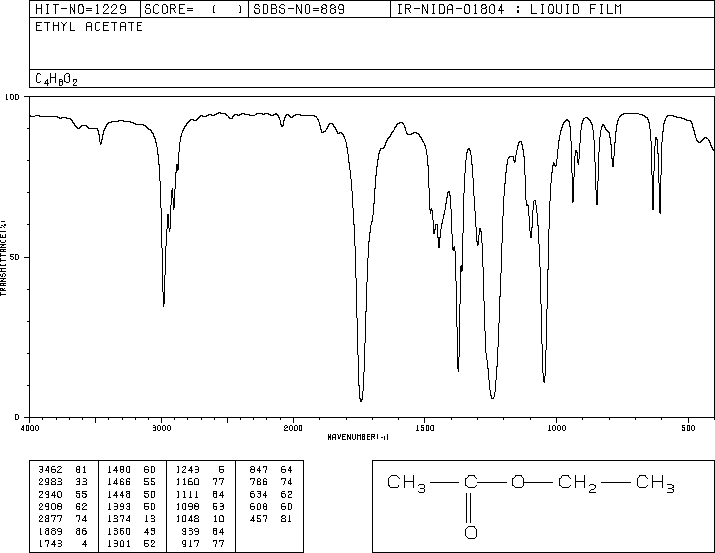 HIT-NO=1229 SCORE= ( ) SDBS-NO=889 IR-NIDA-01804 : LIQUID FILM
ETHYL ACETATE
C4H8O2
100
50
0
TRANSMITTANCE(%)
4000 3000 2000 1500 1000 500
WAVENUMBER(-1)
3462 81 1480 60 1243 5 847 64
2983 33 1466 55 1160 77 786 74
2940 55 1448 50 1111 84 634 62
2908 62 1393 50 1098 53 608 60
2877 74 1374 13 1048 10 457 81
1889 86 1360 43 939 84
1743 4 1301 52 917 77
CH3 C O CH2 CH3
O